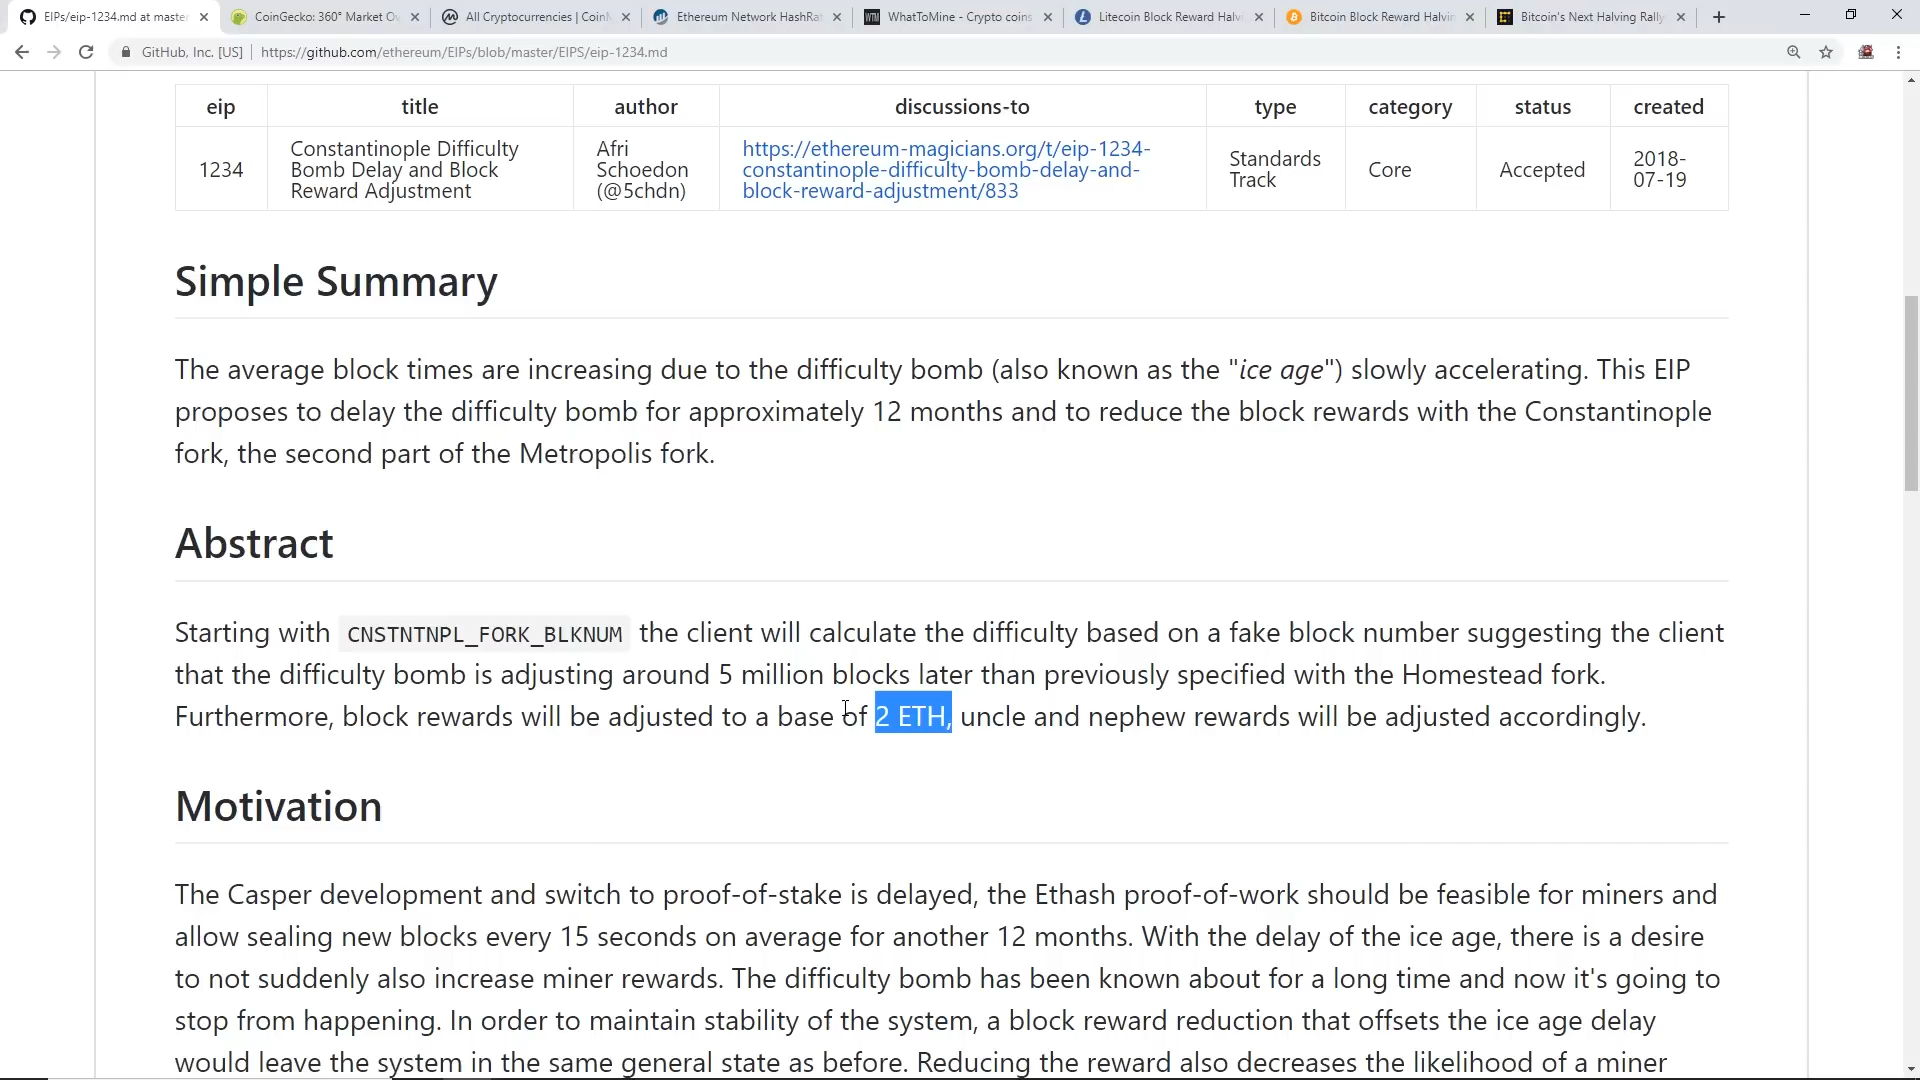 EIPs/eip-1234.md at master
CoinGecko: 360° Market Ov
All Cryptocurrencies | CoinM
Ethereum Network HashRat
WhatToMine - Crypto coins
Litecoin Block Reward Halvi
Bitcoin Block Reward Halvin
Bitcoin's Next Halving Rally
GitHub, Inc. [US] | https://github.com/ethereum/EIPs/blob/master/EIPS/eip-1234.md
eip title author discussions-to type category status created
1234
Constantinople Difficulty
Bomb Delay and Block
Reward Adjustment
Afri
Schoedon
(@5chdn)
https://ethereum-magicians.org/t/eip-1234-
constantinople-difficulty-bomb-delay-and-
block-reward-adjustment/833
Standards
Track
Core
Accepted
2018-
07-19
Simple Summary
The average block times are increasing due to the difficulty bomb (also known as the "ice age") slowly accelerating. This EIP
proposes to delay the difficulty bomb for approximately 12 months and to reduce the block rewards with the Constantinople
fork, the second part of the Metropolis fork.
Abstract
Starting with CNSTNTNPL_FORK_BLKNUM the client will calculate the difficulty based on a fake block number suggesting the client
that the difficulty bomb is adjusting around 5 million blocks later than previously specified with the Homestead fork.
Furthermore, block rewards will be adjusted to a base of 2 ETH, uncle and nephew rewards will be adjusted accordingly.
Motivation
The Casper development and switch to proof-of-stake is delayed, the Ethash proof-of-work should be feasible for miners and
allow sealing new blocks every 15 seconds on average for another 12 months. With the delay of the ice age, there is a desire
to not suddenly also increase miner rewards. The difficulty bomb has been known about for a long time and now it's going to
stop from happening. In order to maintain stability of the system, a block reward reduction that offsets the ice age delay
would leave the system in the same general state as before. Reducing the reward also decreases the likelihood of a miner